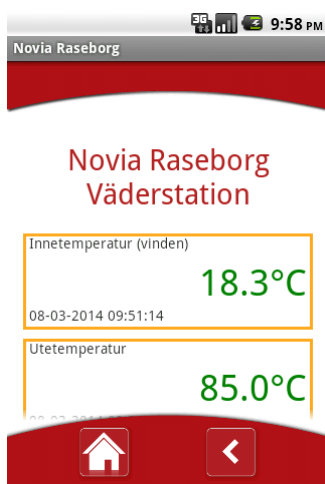 3G 9:58 PM
Novia Raseborg
Novia Raseborg
Väderstation
Innetemperatur (vinden)
18.3°C
08-03-2014 09:51:14
Utetemperatur
85.0°C